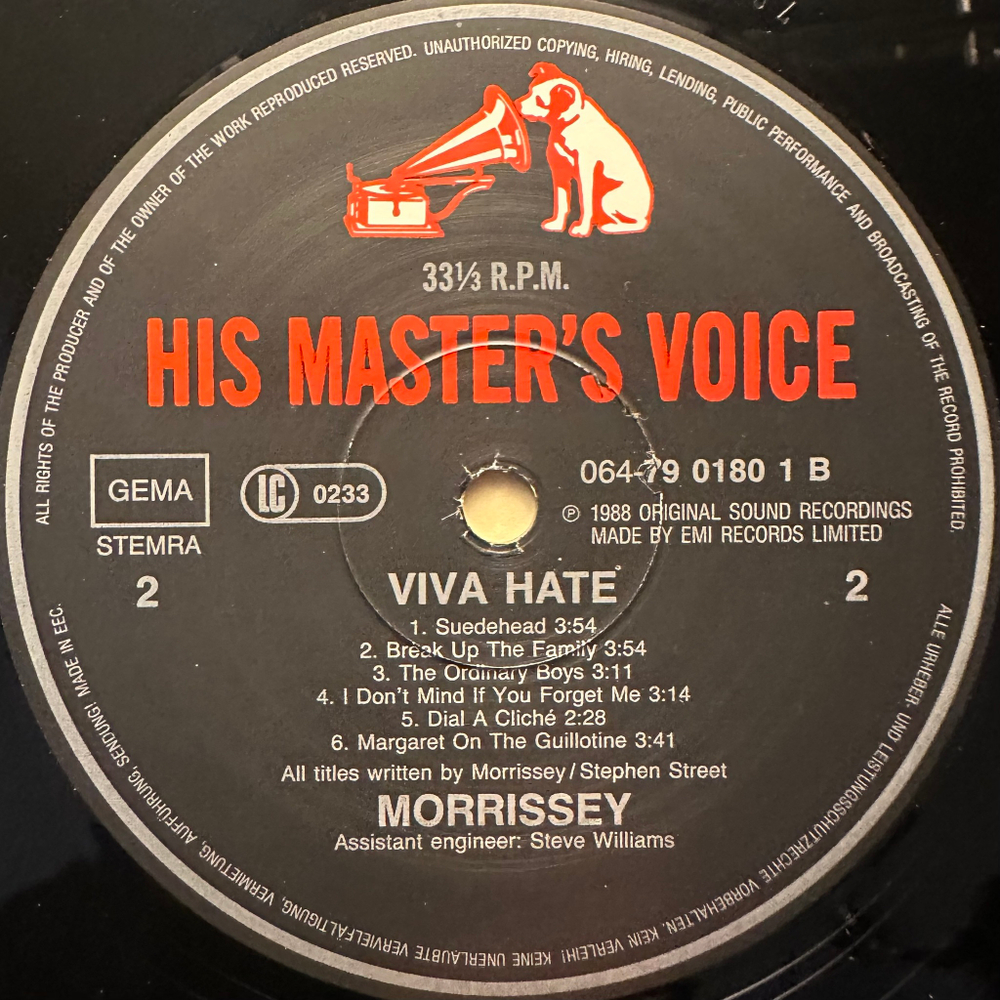 ALL RIGHTS OF THE PRODUCER AND OF THE OWNER OF THE WORK REPRODUCED RESERVED. UNAUTHORIZED COPYING, HIRING, LENDING, PUBLIC PERFORMANCE AND BROADCASTING OF THE RECORD PROHIBITED.
33⅓ R.P.M.
HIS MASTER'S VOICE
GEMA
STEMRA
LC 0233
064-79 0180 1 B
℗ 1988 ORIGINAL SOUND RECORDINGS
MADE BY EMI RECORDS LIMITED
2
2
VIVA HATE
1. Suedehead 3:54
2. Break Up The Family 3:54
3. The Ordinary Boys 3:11
4. I Don't Mind If You Forget Me 3:14
5. Dial A Cliché 2:28
6. Margaret On The Guillotine 3:41
All titles written by Morrissey/Stephen Street
MORRISSEY
Assistant engineer: Steve Williams
ALLE URHEBER- UND LEISTUNGSSCHUTZRECHTE VORBEHALTEN. KEIN VERLEIH! KEINE UNERLAUBTE VERVIELFÄLTIGUNG, VERMIETUNG, AUFFÜHRUNG, SENDUNG! MADE IN EEC.